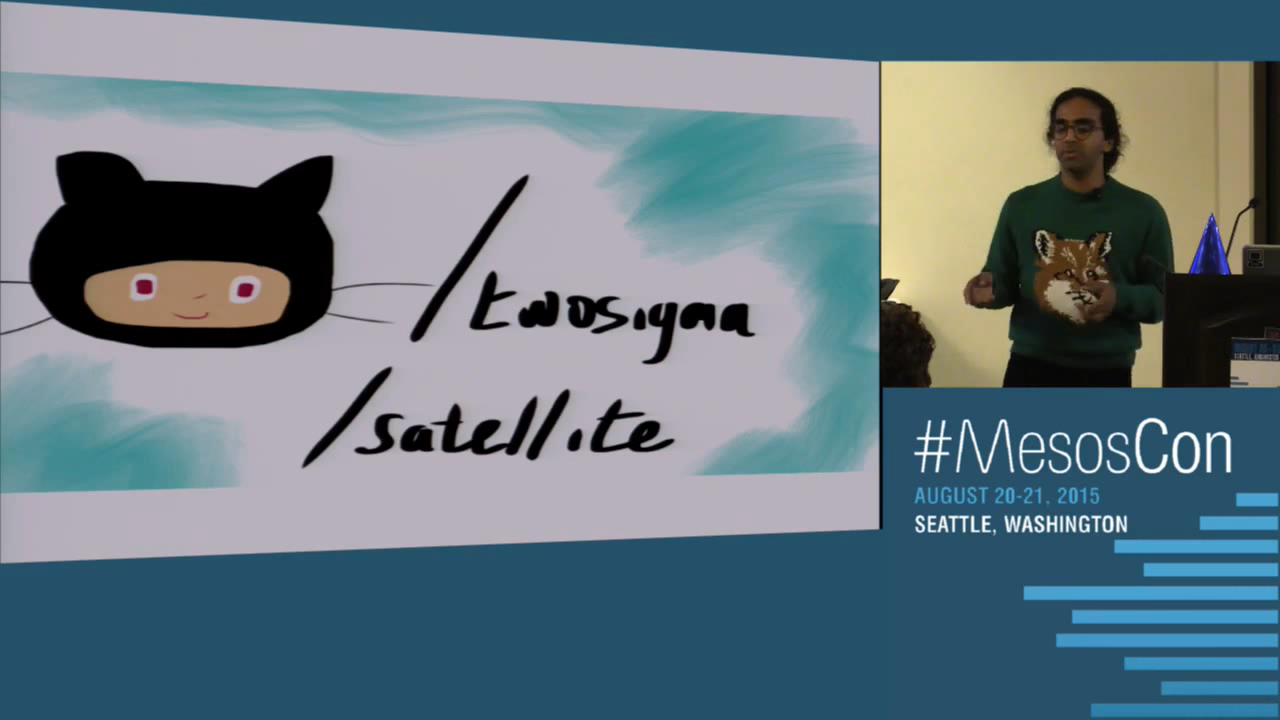 /twosigma
/satellite
#MesosCon
AUGUST 20-21, 2015
SEATTLE, WASHINGTON